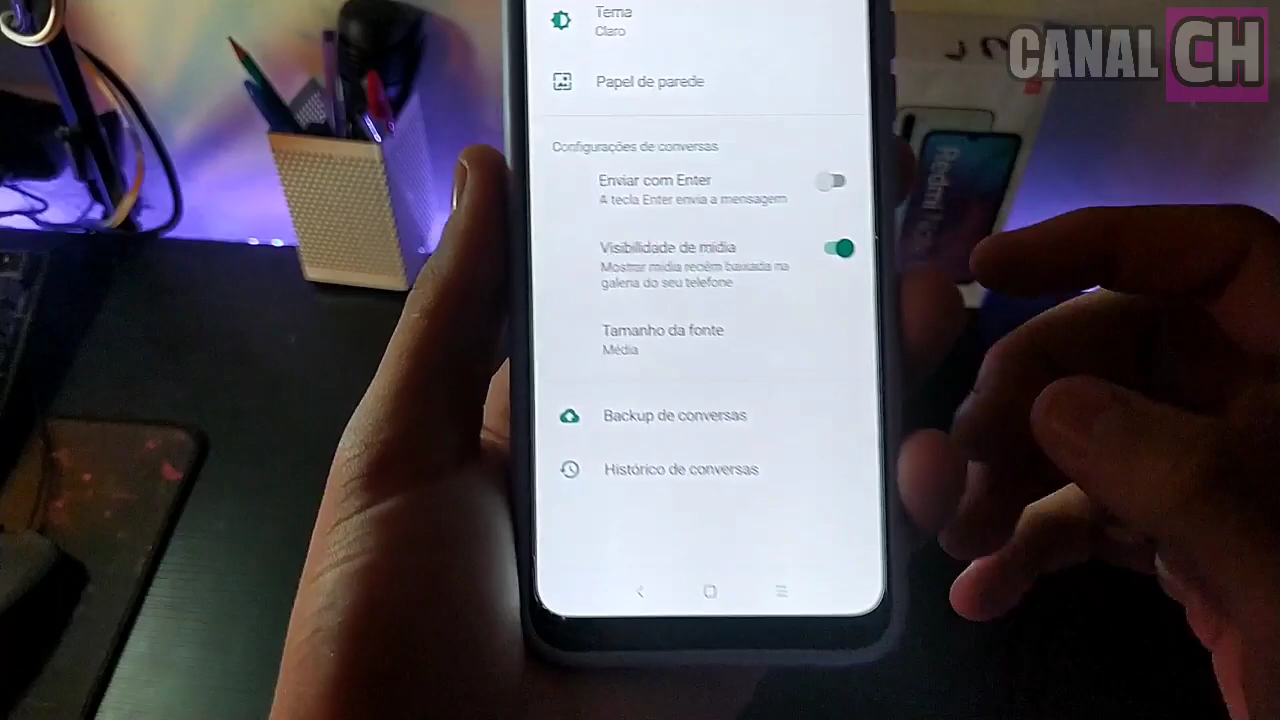 CANAL CH
Tema
Claro
Papel de parede
Configurações de conversas
Enviar com Enter
A tecla Enter envia a mensagem
Visibilidade de mídia
Mostrar mídia recém baixada na
galeria do seu telefone
Tamanho da fonte
Média
Backup de conversas
Histórico de conversas
Redmi